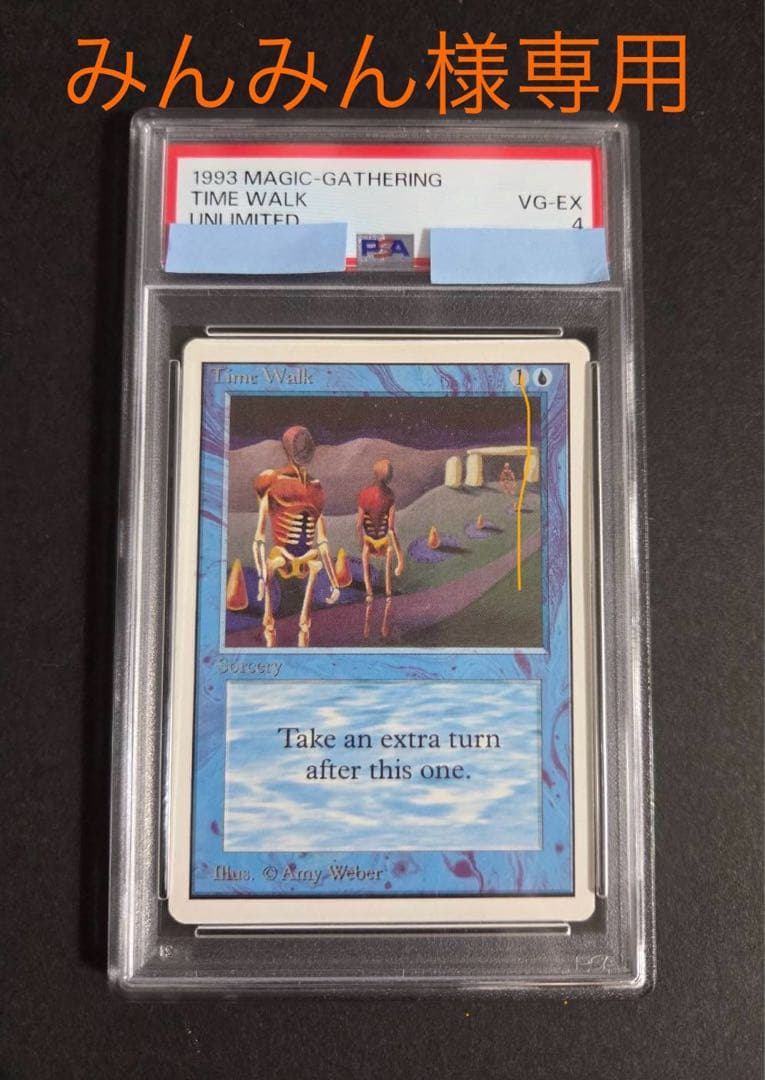 みんみん様専用
1993 MAGIC-GATHERING
TIME WALK
VG-EX
UNLIMITED
4
PSA
Time Walk
1
Sorcery
Take an extra turn
after this one.
Illus. © Amy Weber